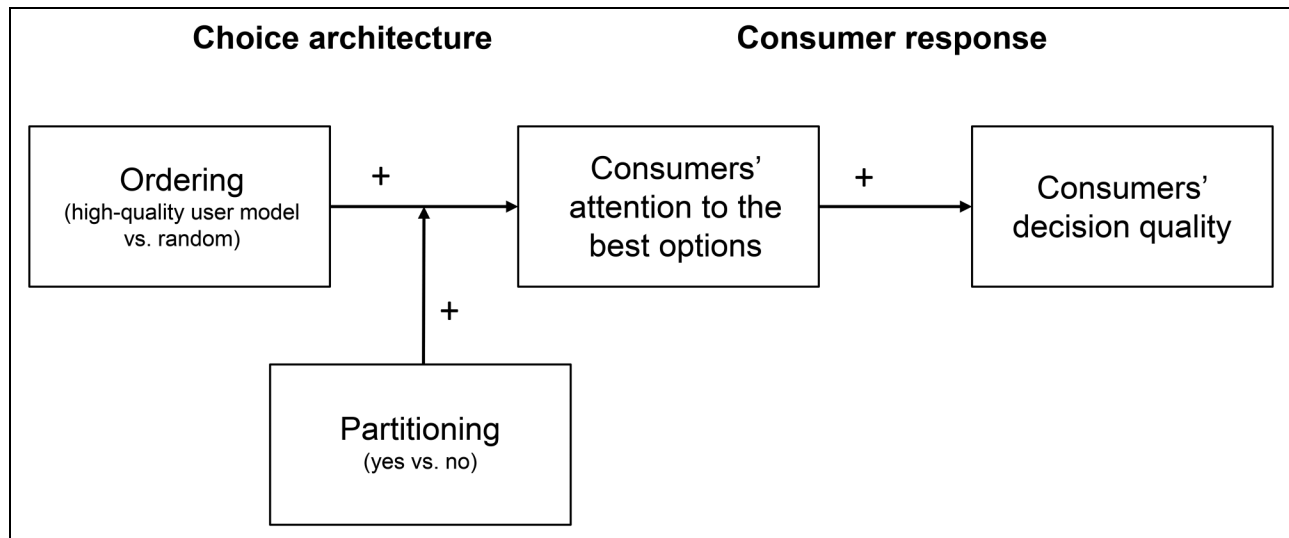 Choice architecture
Consumer response
Ordering
(high-quality user model
vs. random)
+
Consumers’
attention to the
best options
+
Consumers’
decision quality
+
Partitioning
(yes vs. no)